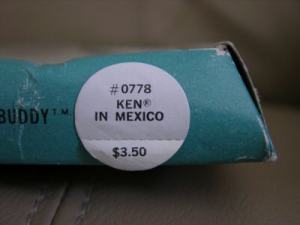 #0778
KEN®
IN MEXICO
BUDDY™
$3.50